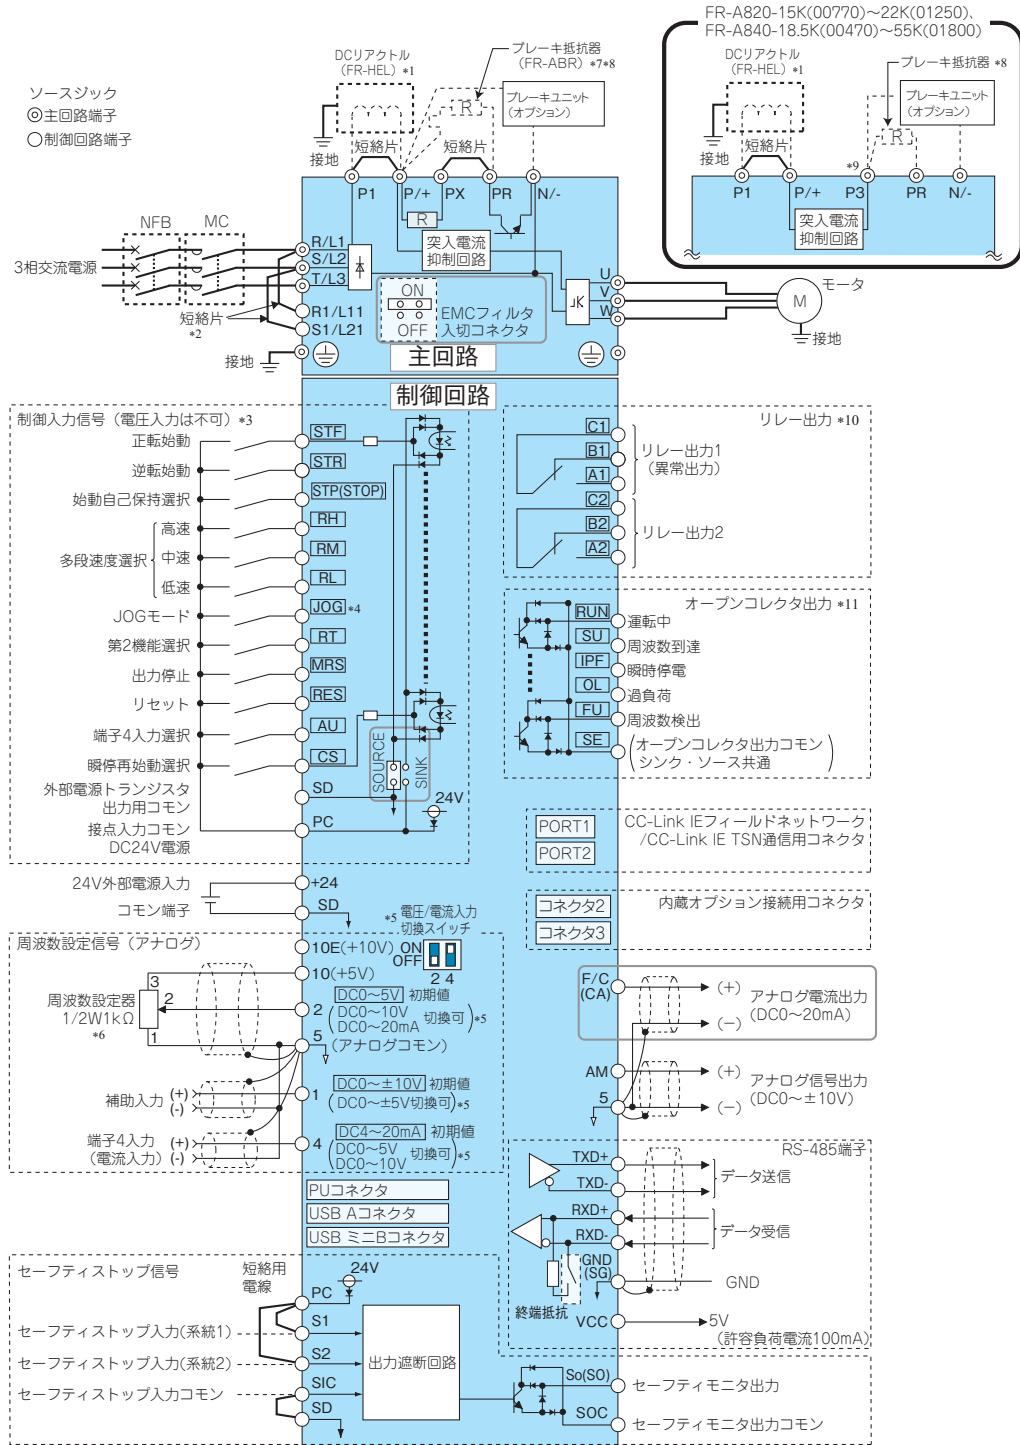 FR-A820-15K(00770)～22K(01250)、
FR-A840-18.5K(00470)～55K(01800)
DCリアクトル
(FR-HEL) *1
ブレーキ抵抗器 *8
ブレーキユニット
(オプション)
R
接地
短絡片
*9
P1
P/+
P3
PR
N/-
突入電流
抑制回路
ソースジック
主回路端子
制御回路端子
DCリアクトル
(FR-HEL) *1
ブレーキ抵抗器
(FR-ABR) *7*8
ブレーキユニット
(オプション)
R
接地
短絡片
短絡片
P1
P/+
PX
PR
N/-
R
突入電流
抑制回路
NFB
MC
3相交流電源
R/L1
S/L2
T/L3
R1/L11
S1/L21
短絡片
*2
接地
ON
OFF
EMCフィルタ
入切コネクタ
U
V
W
M
モータ
接地
主回路
制御回路
制御入力信号（電圧入力は不可）*3
正転始動
STF
逆転始動
STR
始動自己保持選択
STP(STOP)
多段速度選択
高速
RH
中速
RM
低速
RL
JOGモード
JOG *4
第2機能選択
RT
出力停止
MRS
リセット
RES
端子4入力選択
AU
瞬停再始動選択
CS
外部電源トランジスタ
出力用コモン
SD
接点入力コモン
DC24V電源
PC
SOURCE
SINK
24V
24V外部電源入力
+24
コモン端子
SD
リレー出力 *10
C1
B1
A1
リレー出力1
(異常出力)
C2
B2
A2
リレー出力2
オープンコレクタ出力 *11
RUN
運転中
SU
周波数到達
IPF
瞬時停電
OL
過負荷
FU
周波数検出
SE
(オープンコレクタ出力コモン
シンク・ソース共通)
PORT1
PORT2
CC-Link IEフィールドネットワーク
/CC-Link IE TSN通信用コネクタ
コネクタ2
コネクタ3
内蔵オプション接続用コネクタ
周波数設定信号（アナログ）
*5 電圧/電流入力
切換スイッチ
ON
OFF
2 4
10E(+10V)
10(+5V)
周波数設定器
1/2W1kΩ
*6
3
2
1
2
DC0～5V 初期値
(DC0～10V
DC0～20mA 切換可)*5
5
(アナログコモン)
補助入力
(+)
(-)
1
DC0～±10V 初期値
(DC0～±5V切換可)*5
端子4入力
(電流入力)
(+)
(-)
4
DC4～20mA 初期値
(DC0～5V
DC0～10V 切換可)*5
F/C
(CA)
(+)
(−)
アナログ電流出力
(DC0～20mA)
AM
5
(+)
(−)
アナログ信号出力
(DC0～±10V)
PUコネクタ
USB Aコネクタ
USB ミニBコネクタ
RS-485端子
TXD+
TXD-
データ送信
RXD+
RXD-
データ受信
GND
(SG)
GND
終端抵抗
VCC
5V
(許容負荷電流100mA)
セーフティストップ信号
短絡用
電線
24V
PC
セーフティストップ入力(系統1)
S1
セーフティストップ入力(系統2)
S2
セーフティストップ入力コモン
SIC
SD
出力遮断回路
So(SO)
セーフティモニタ出力
SOC
セーフティモニタ出力コモン